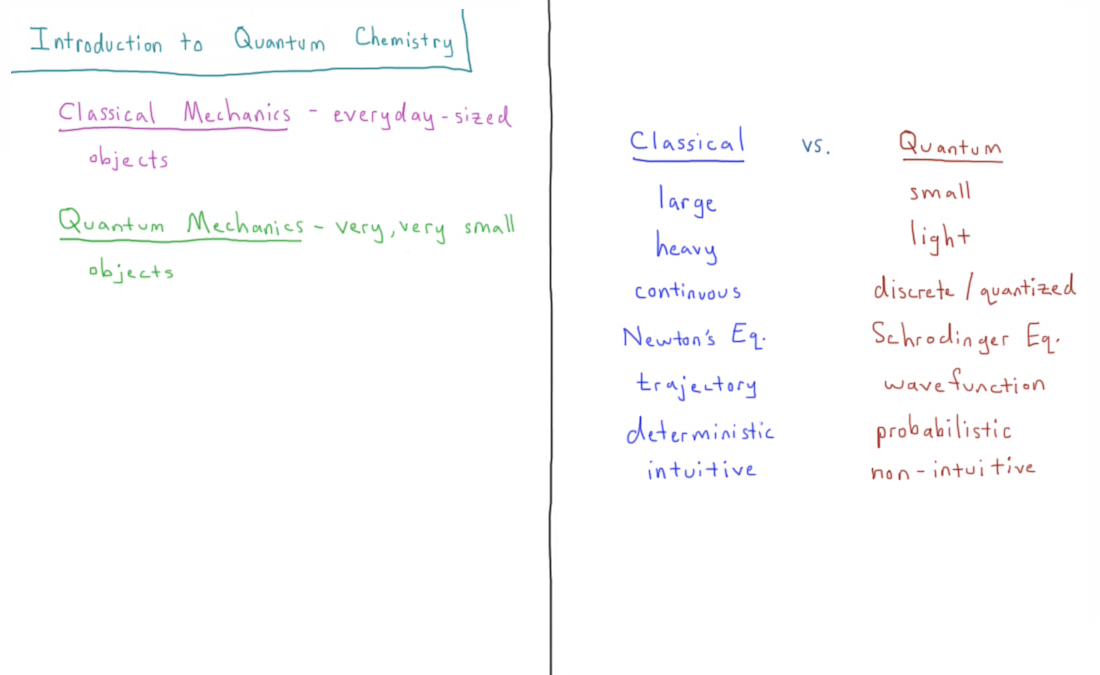 Introduction to Quantum Chemistry
Classical Mechanics - everyday-sized
objects
Quantum Mechanics - very, very small
objects
Classical vs. Quantum
large small
heavy light
continuous discrete / quantized
Newton's Eq. Schrodinger Eq.
trajectory wavefunction
deterministic probabilistic
intuitive non-intuitive